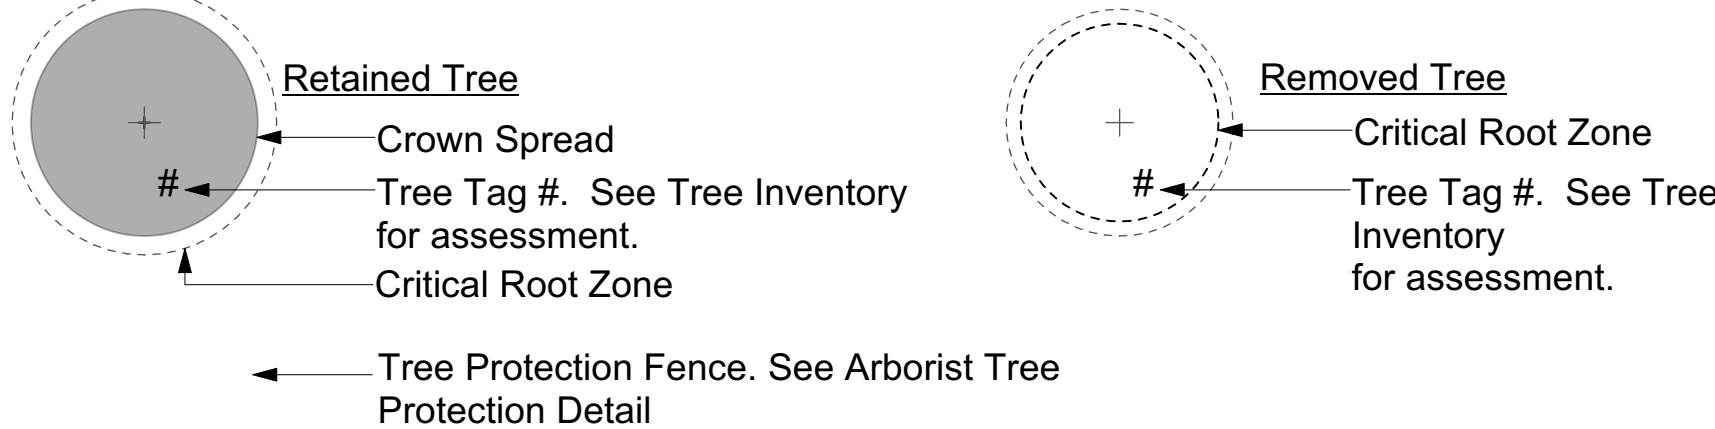 Retained Tree
Crown Spread
#
Tree Tag #. See Tree Inventory
for assessment.
Critical Root Zone
Tree Protection Fence. See Arborist Tree
Protection Detail
Removed Tree
Critical Root Zone
#
Tree Tag #. See Tree
Inventory
for assessment.